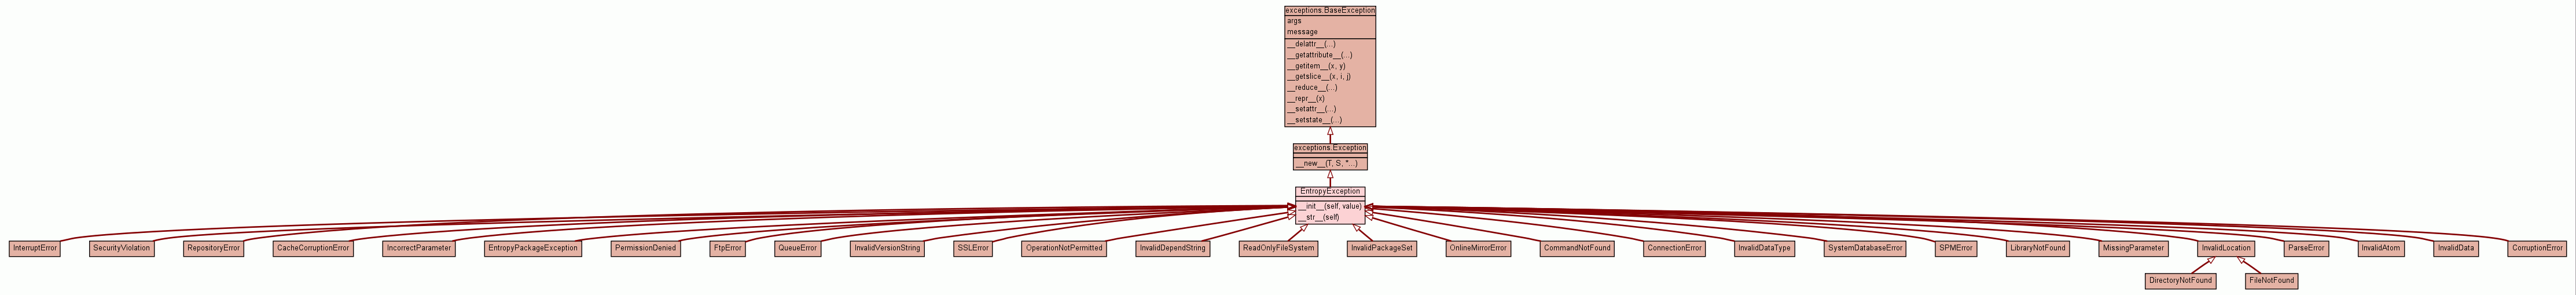 exceptions.BaseException
args
message
__delattr__(...)
__getattribute__(...)
__getitem__(x, y)
__getslice__(x, i, j)
__reduce__(...)
__repr__(x)
__setattr__(...)
__setstate__(...)
exceptions.Exception
__new__(T, S, *...)
EntropyException
__init__(self, value)
__str__(self)
InterruptError
SecurityViolation
RepositoryError
CacheCorruptionError
IncorrectParameter
EntropyPackageException
PermissionDenied
FtpError
QueueError
InvalidVersionString
SSLError
OperationNotPermitted
InvalidDependString
ReadOnlyFileSystem
InvalidPackageSet
OnlineMirrorError
CommandNotFound
ConnectionError
InvalidDataType
SystemDatabaseError
SPMError
LibraryNotFound
MissingParameter
InvalidLocation
ParseError
InvalidAtom
InvalidData
CorruptionError
DirectoryNotFound
FileNotFound